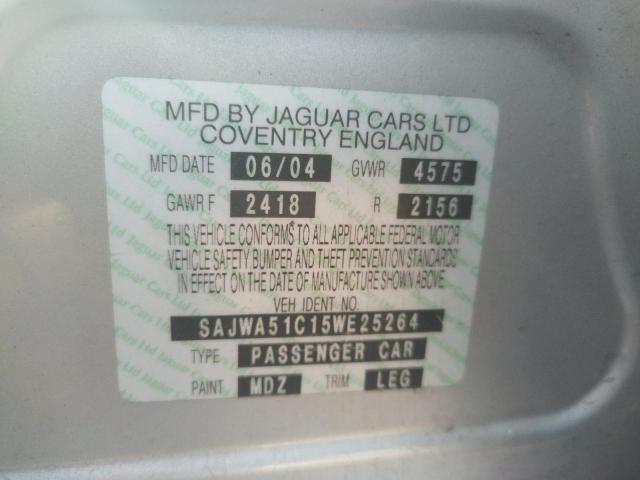 MFD BY JAGUAR CARS LTD
COVENTRY ENGLAND
MFD DATE 06/04 GVWR 4575
GAWR F 2418 R 2156
THIS VEHICLE CONFORMS TO ALL APPLICABLE FEDERAL MOTOR
VEHICLE SAFETY BUMPER AND THEFT PREVENTION STANDARDS
IN EFFECT ON THE DATE OF MANUFACTURE SHOWN ABOVE.
VEH IDENT NO.
SAJWA51C15WE25264
TYPE PASSENGER CAR
PAINT MDZ TRIM LEG